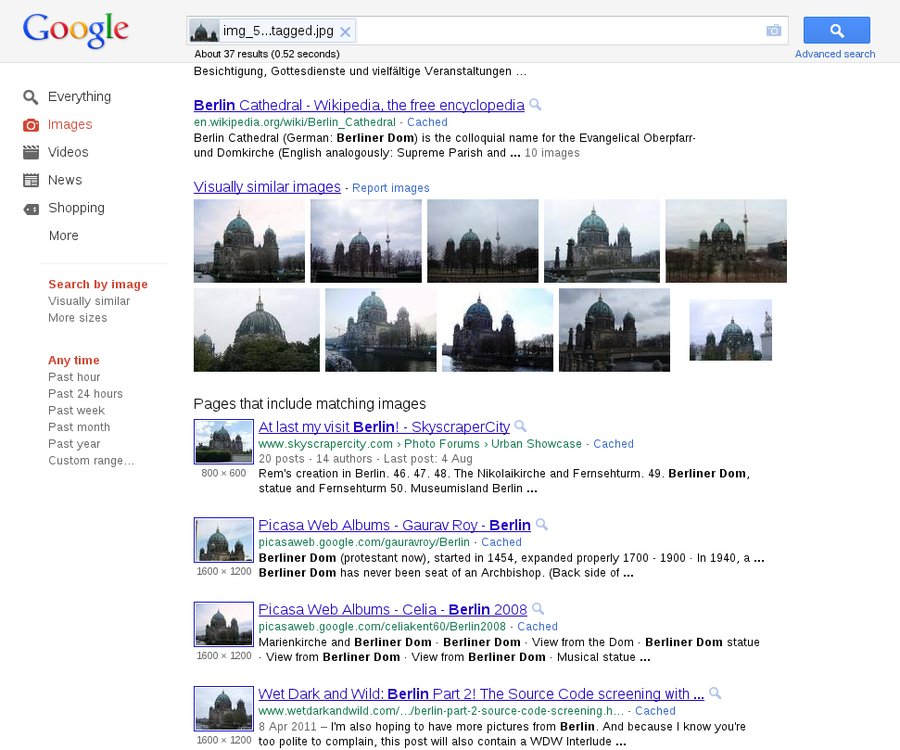 Google
img_5...tagged.jpg
About 37 results (0.52 seconds)
Advanced search
Besichtigung, Gottesdienste und vielfältige Veranstaltungen ...
Everything
Images
Videos
News
Shopping
More
Search by image
Visually similar
More sizes
Any time
Past hour
Past 24 hours
Past week
Past month
Past year
Custom range...
Berlin Cathedral - Wikipedia, the free encyclopedia
en.wikipedia.org/wiki/Berlin_Cathedral - Cached
Berlin Cathedral (German: Berliner Dom) is the colloquial name for the Evangelical Oberpfarr-
und Domkirche (English analogously: Supreme Parish and ... 10 images
Visually similar images - Report images
Pages that include matching images
At last my visit Berlin! - SkyscraperCity
www.skyscrapercity.com › Photo Forums › Urban Showcase - Cached
20 posts - 14 authors - Last post: 4 Aug
Rem's creation in Berlin. 46. 47. 48. The Nikolaikirche and Fernsehturm. 49. Berliner Dom,
statue and Fernsehturm 50. Museumisland Berlin ...
800 × 600
Picasa Web Albums - Gaurav Roy - Berlin
picasaweb.google.com/gauravroy/Berlin - Cached
Berliner Dom (protestant now), started in 1454, expanded properly 1700 - 1900 · In 1940, a ...
Berliner Dom has never been seat of an Archbishop. (Back side of ...
1600 × 1200
Picasa Web Albums - Celia - Berlin 2008
picasaweb.google.com/celiakent60/Berlin2008 - Cached
Marienkirche and Berliner Dom · Berliner Dom · View from the Dom · Berliner Dom statue
· View from Berliner Dom · View from Berliner Dom · Musical statue ...
1600 × 1200
Wet Dark and Wild: Berlin Part 2! The Source Code screening with ...
www.wetdarkandwild.com/.../berlin-part-2-source-code-screening.h... - Cached
8 Apr 2011 – I'm also hoping to have more pictures from Berlin. And because I know you're
too polite to complain, this post will also contain a WDW Interlude ...
1600 × 1200